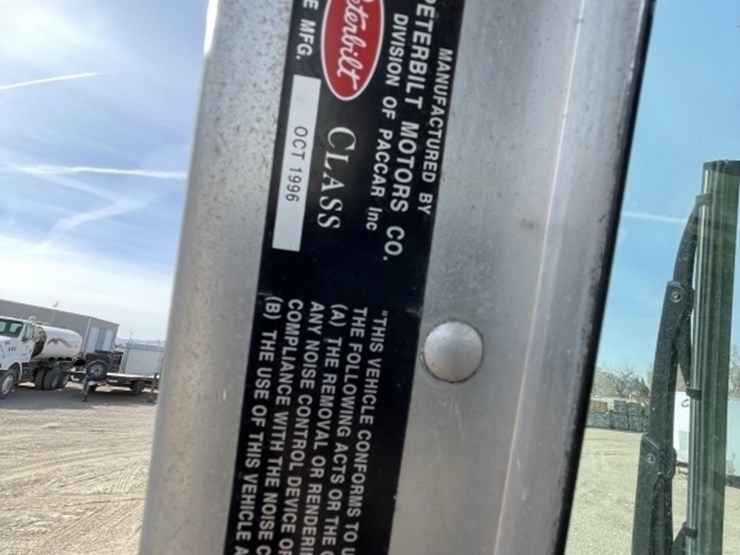 MANUFACTURED BY
PETERBILT MOTORS CO.
DIVISION OF PACCAR Inc
Peterbilt CLASS
E MFG. OCT 1996
"THIS VEHICLE CONFORMS TO U
THE FOLLOWING ACTS OR THE C
(A) THE REMOVAL OR RENDERI
ANY NOISE CONTROL DEVICE OR
COMPLIANCE WITH THE NOISE C
(B) THE USE OF THIS VEHICLE A